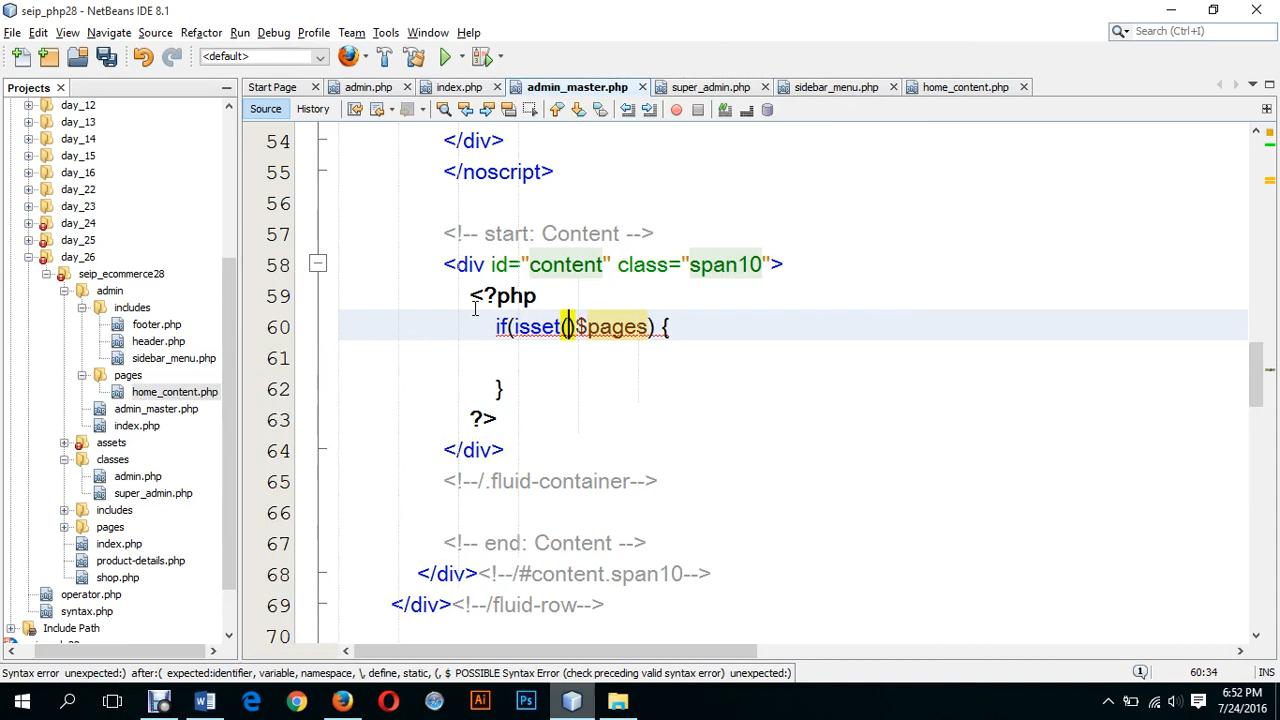 seip_php28 - NetBeans IDE 8.1
File Edit View Navigate Source Refactor Run Debug Profile Team Tools Window Help
Search (Ctrl+I)
<default>
Projects
Start Page admin.php index.php admin_master.php super_admin.php sidebar_menu.php home_content.php
Source History
day_12
day_13
day_14
day_15
day_16
day_22
day_23
day_24
day_25
day_26
seip_ecommerce28
admin
includes
footer.php
header.php
sidebar_menu.php
pages
home_content.php
admin_master.php
index.php
assets
classes
admin.php
super_admin.php
includes
pages
index.php
product-details.php
shop.php
operator.php
syntax.php
Include Path
54 </div>
55 </noscript>
56
57 <!-- start: Content -->
58 <div id="content" class="span10">
59 <?php
60 if(isset()$pages) {
61
62 }
63 ?>
64 </div>
65 <!--/.fluid-container-->
66
67 <!-- end: Content -->
68 </div><!--/#content.span10-->
69 </div><!--/fluid-row-->
70
Syntax error unexpected:) after:( expected:identifier, variable, namespace, \, define, static, (, $ POSSIBLE Syntax Error (check preceding valid syntax error) unexpected:)
1
60:34
INS
6:52 PM
7/24/2016